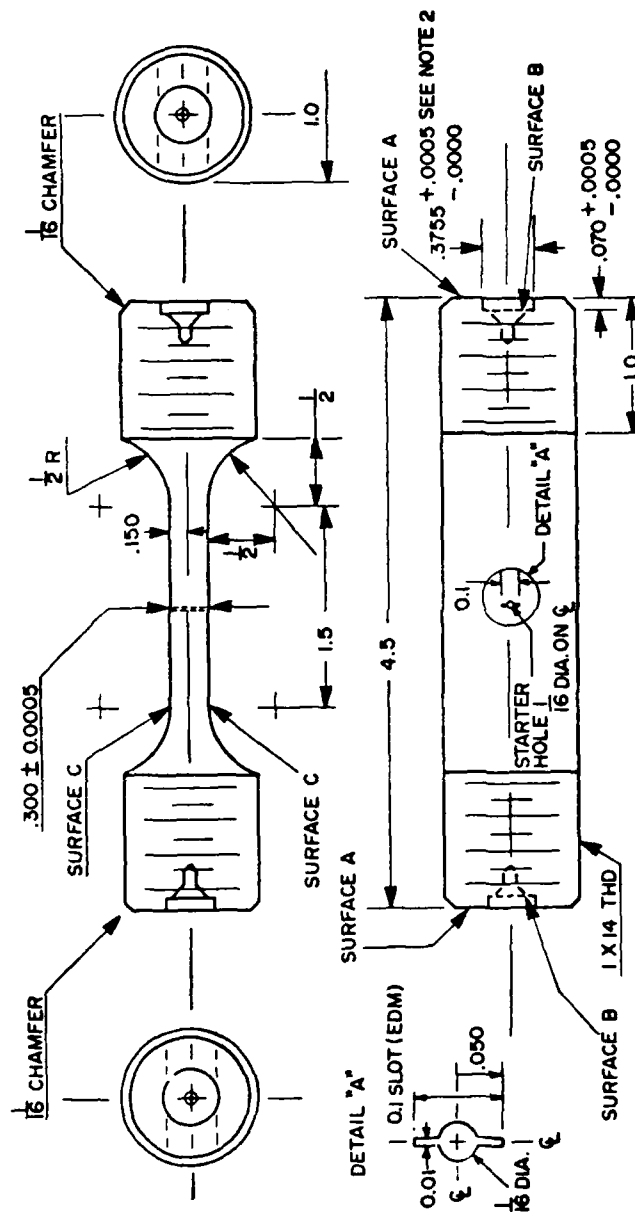 1/16 CHAMFER
1/16 CHAMFER
1.0
.300 ± 0.0005
SURFACE C
SURFACE C
.150
1/2 R
1/2
1/2
1.5
SURFACE A
SURFACE A
.3755 +.0005 -.0000 SEE NOTE 2
SURFACE B
.070 +.0005 -.0000
4.5
1.0
0.1
DETAIL "A"
STARTER
HOLE 1/16 DIA. ON ℄
1 X 14 THD
SURFACE B
DETAIL "A"
0.1 SLOT (EDM)
.050
0.01
℄
℄
1/16 DIA.